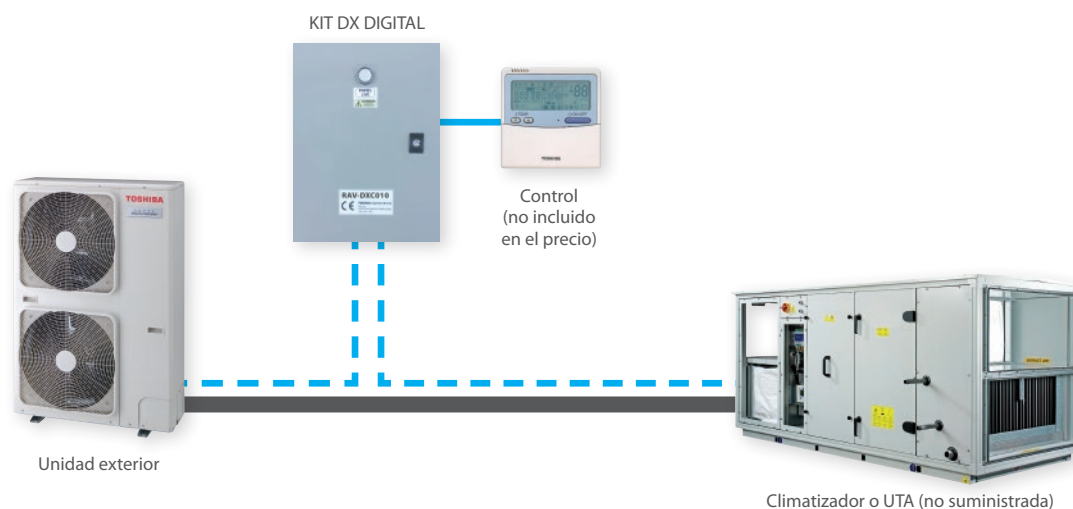 KIT DX DIGITAL
RAV-DXC010
CE
TOSHIBA
Control
(no incluido
en el precio)
TOSHIBA
Unidad exterior
Climatizador o UTA (no suministrada)